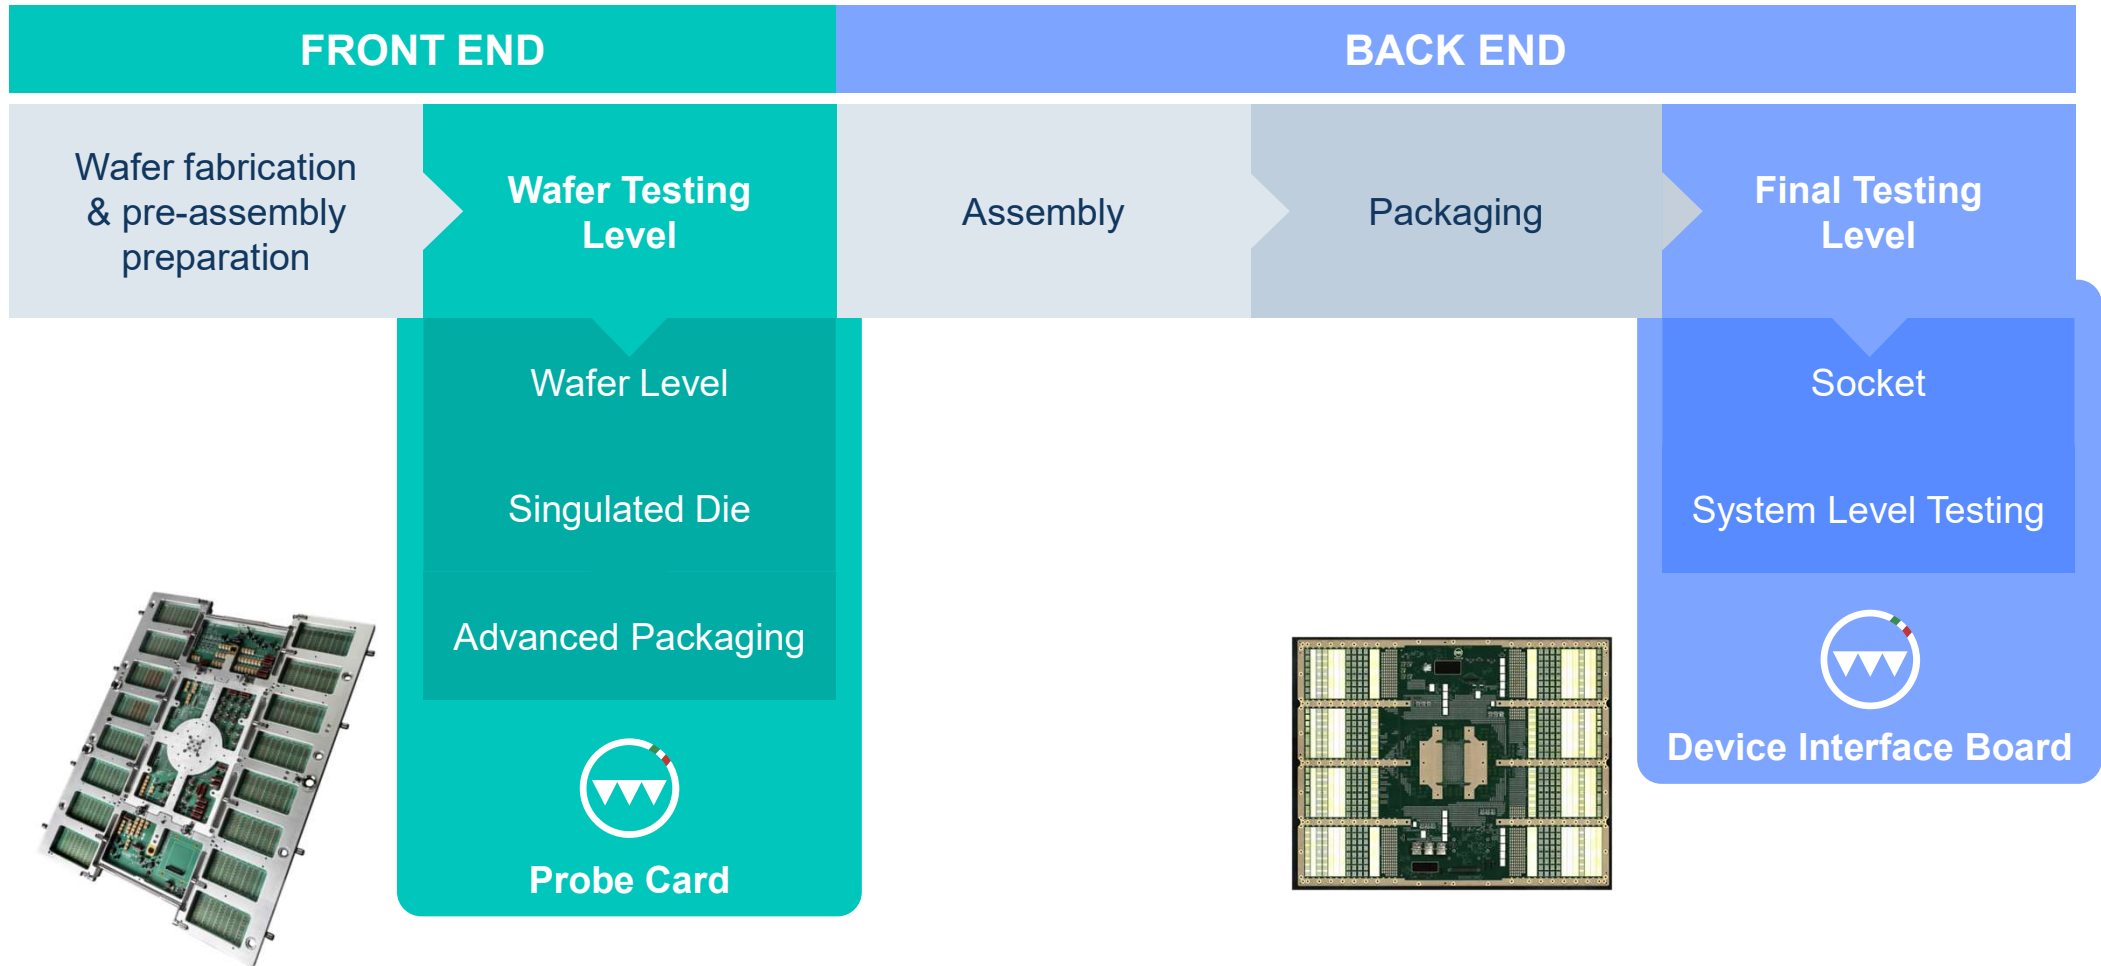 FRONT END
BACK END
Wafer fabrication
& pre-assembly
preparation
Wafer Testing
Level
Assembly
Packaging
Final Testing
Level
Wafer Level
Singulated Die
Advanced Packaging
Probe Card
Socket
System Level Testing
Device Interface Board